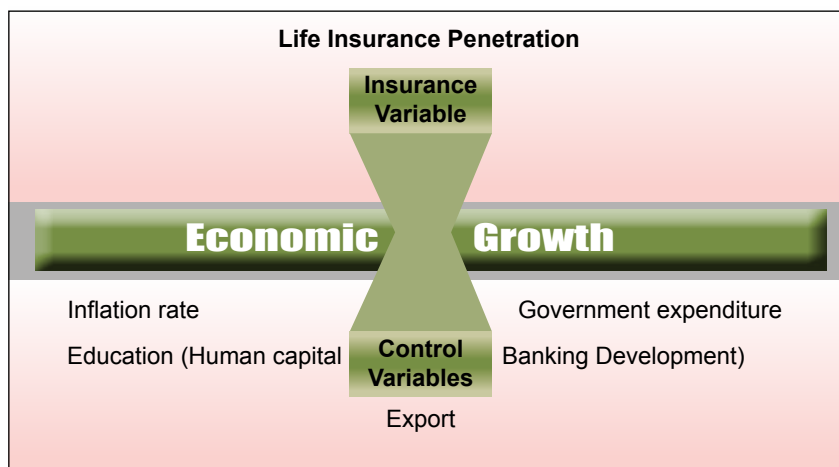 Life Insurance Penetration
Insurance
Variable
Economic Growth
Inflation rate
Government expenditure
Education (Human capital
Control
Variables
Banking Development)
Export